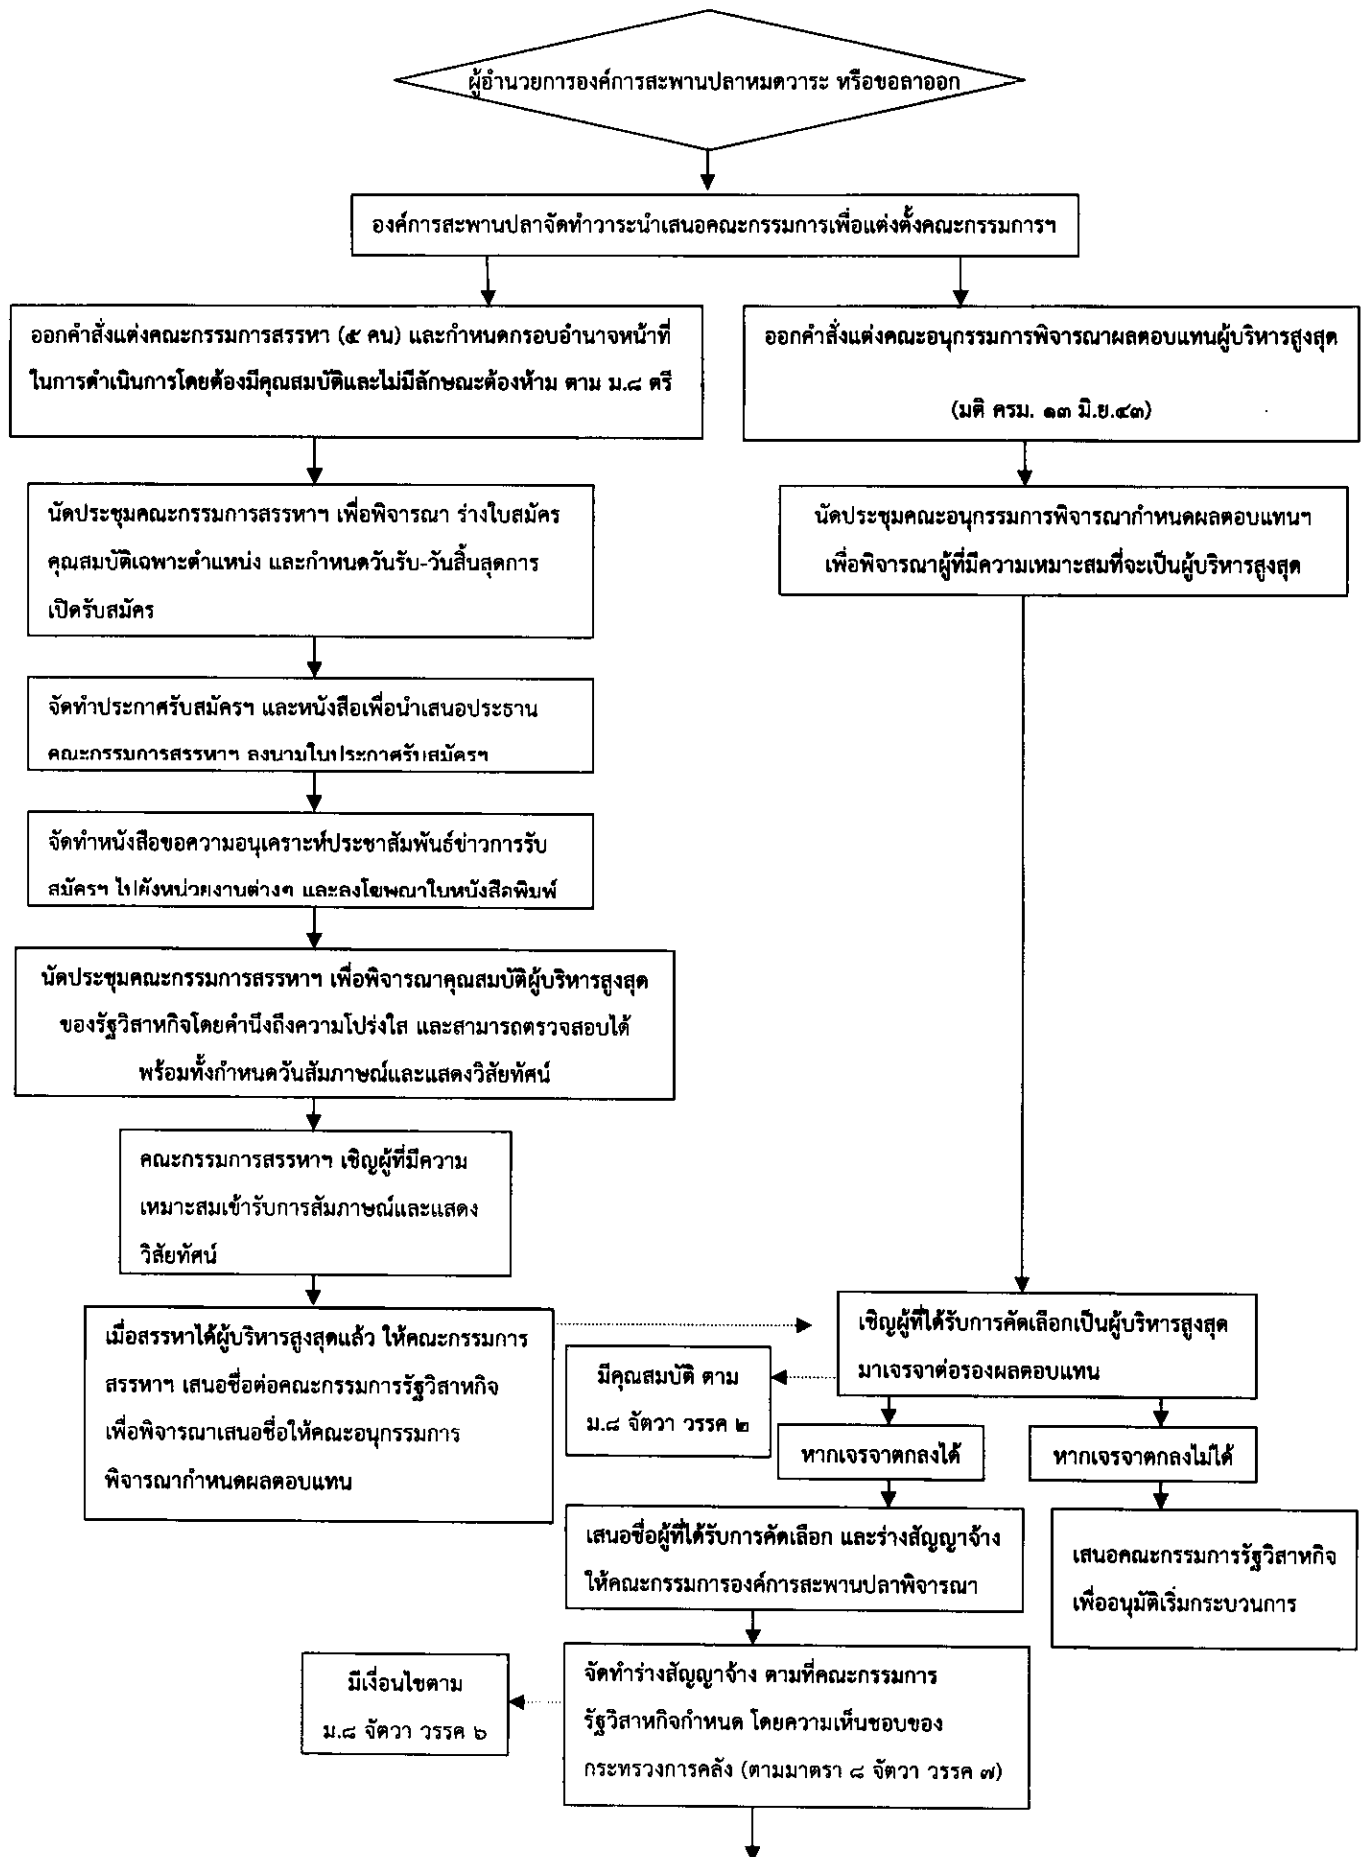 ผู้อำนวยการองค์การสะพานปลาหมดวาระ หรือขอลาออก
องค์การสะพานปลาจัดทำวาระนำเสนอคณะกรรมการเพื่อแต่งตั้งคณะกรรมการฯ
ออกคำสั่งแต่งคณะกรรมการสรรหา (๕ คน) และกำหนดกรอบอำนาจหน้าที่
ในการดำเนินการโดยต้องมีคุณสมบัติและไม่มีลักษณะต้องห้าม ตาม ม.๘ ตรี
ออกคำสั่งแต่งคณะอนุกรรมการพิจารณาผลตอบแทนผู้บริหารสูงสุด
(มติ ครม. ๑๓ มิ.ย.๔๓)
นัดประชุมคณะกรรมการสรรหาฯ เพื่อพิจารณา ร่างใบสมัคร
คุณสมบัติเฉพาะตำแหน่ง และกำหนดวันรับ-วันสิ้นสุดการ
เปิดรับสมัคร
นัดประชุมคณะอนุกรรมการพิจารณากำหนดผลตอบแทนฯ
เพื่อพิจารณาผู้ที่มีความเหมาะสมที่จะเป็นผู้บริหารสูงสุด
จัดทำประกาศรับสมัครฯ และหนังสือเพื่อนำเสนอประธาน
คณะกรรมการสรรหาฯ ลงนามในประกาศรับสมัครฯ
จัดทำหนังสือขอความอนุเคราะห์ประชาสัมพันธ์ข่าวการรับ
สมัครฯ ไปยังหน่วยงานต่างๆ และลงโฆษณาในหนังสือพิมพ์
นัดประชุมคณะกรรมการสรรหาฯ เพื่อพิจารณาคุณสมบัติผู้บริหารสูงสุด
ของรัฐวิสาหกิจโดยคำนึงถึงความโปร่งใส และสามารถตรวจสอบได้
พร้อมทั้งกำหนดวันสัมภาษณ์และแสดงวิสัยทัศน์
คณะกรรมการสรรหาฯ เชิญผู้ที่มีความ
เหมาะสมเข้ารับการสัมภาษณ์และแสดง
วิสัยทัศน์
เมื่อสรรหาได้ผู้บริหารสูงสุดแล้ว ให้คณะกรรมการ
สรรหาฯ เสนอชื่อต่อคณะกรรมการรัฐวิสาหกิจ
เพื่อพิจารณาเสนอชื่อให้คณะอนุกรรมการ
พิจารณากำหนดผลตอบแทน
เชิญผู้ที่ได้รับการคัดเลือกเป็นผู้บริหารสูงสุด
มาเจรจาต่อรองผลตอบแทน
มีคุณสมบัติ ตาม
ม.๘ จัตวา วรรค ๒
หากเจรจาตกลงได้
หากเจรจาตกลงไม่ได้
เสนอชื่อผู้ที่ได้รับการคัดเลือก และร่างสัญญาจ้าง
ให้คณะกรรมการองค์การสะพานปลาพิจารณา
เสนอคณะกรรมการรัฐวิสาหกิจ
เพื่ออนุมัติเริ่มกระบวนการ
มีเงื่อนไขตาม
ม.๘ จัตวา วรรค ๖
จัดทำร่างสัญญาจ้าง ตามที่คณะกรรมการ
รัฐวิสาหกิจกำหนด โดยความเห็นชอบของ
กระทรวงการคลัง (ตามมาตรา ๘ จัตวา วรรค ๗)